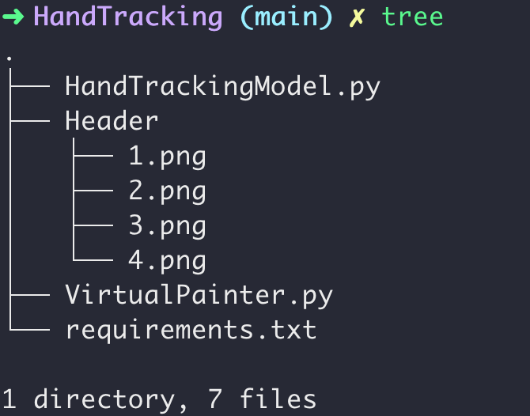 ➜ HandTracking (main) ✗ tree
.
├── HandTrackingModel.py
├── Header
│   ├── 1.png
│   ├── 2.png
│   ├── 3.png
│   └── 4.png
├── VirtualPainter.py
└── requirements.txt
1 directory, 7 files